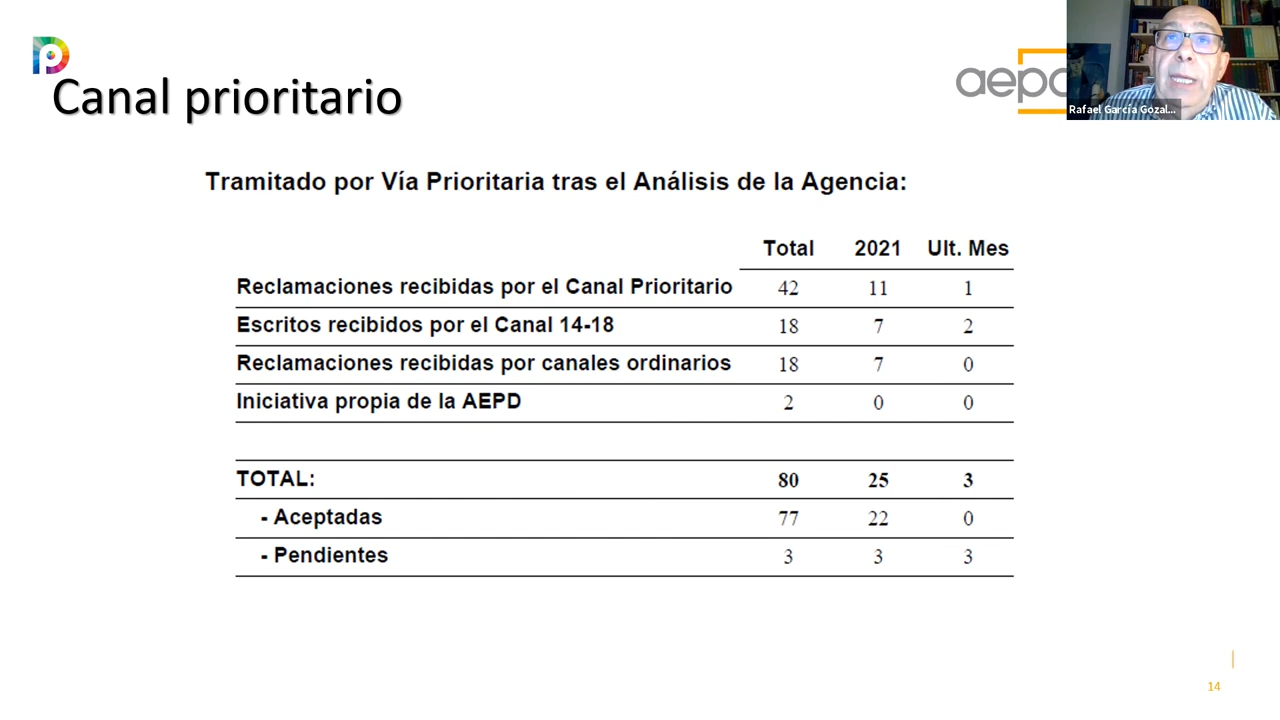 Canal prioritario
aepd
Rafael García Gozal...
Tramitado por Vía Prioritaria tras el Análisis de la Agencia:
Total 2021 Ult. Mes
Reclamaciones recibidas por el Canal Prioritario 42 11 1
Escritos recibidos por el Canal 14-18 18 7 2
Reclamaciones recibidas por canales ordinarios 18 7 0
Iniciativa propia de la AEPD 2 0 0
TOTAL: 80 25 3
- Aceptadas 77 22 0
- Pendientes 3 3 3
14